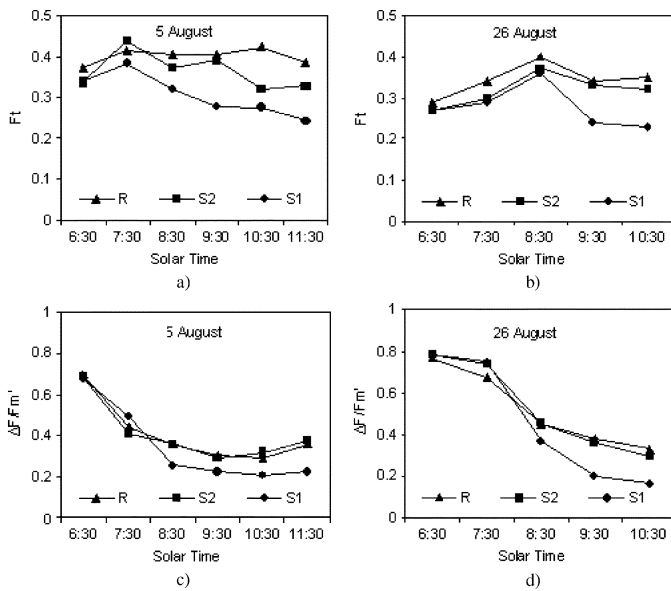 0.5
0.4
0.3
0.2
0.1
0
Ft
5 August
R S2 S1
6:30 7:30 8:30 9:30 10:30 11:30
Solar Time
a)
0.5
0.4
0.3
0.2
0.1
0
Ft
26 August
R S2 S1
6:30 7:30 8:30 9:30 10:30
Solar Time
b)
1
0.8
0.6
0.4
0.2
0
ΔF/Fm'
5 August
R S2 S1
6:30 7:30 8:30 9:30 10:30 11:30
Solar Time
c)
1
0.8
0.6
0.4
0.2
0
ΔF/Fm'
26 August
R S2 S1
6:30 7:30 8:30 9:30 10:30
Solar Time
d)